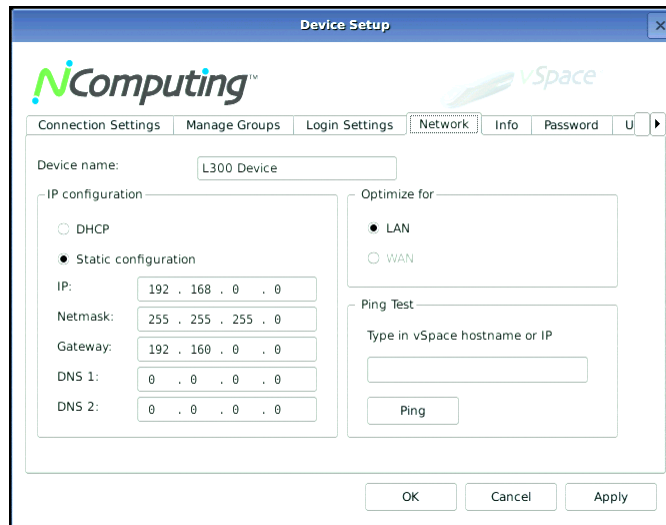 Device Setup
NComputing™
vSpace
Connection Settings Manage Groups Login Settings Network Info Password U
Device name: L300 Device
IP configuration
DHCP
Static configuration
IP: 192 . 168 . 0 . 0
Netmask: 255 . 255 . 255 . 0
Gateway: 192 . 160 . 0 . 0
DNS 1: 0 . 0 . 0 . 0
DNS 2: 0 . 0 . 0 . 0
Optimize for
LAN
WAN
Ping Test
Type in vSpace hostname or IP
Ping
OK Cancel Apply